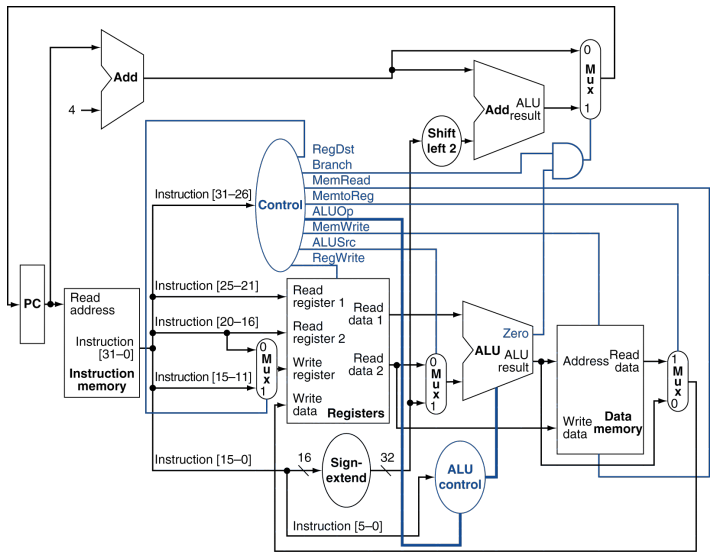 Add
4
0
Mux
1
Add
ALU
result
Shift
left 2
RegDst
Branch
MemRead
MemtoReg
ALUOp
MemWrite
ALUSrc
RegWrite
Control
Instruction [31–26]
PC
Read
address
Instruction
[31–0]
Instruction
memory
Instruction [25–21]
Instruction [20–16]
Instruction [15–11]
0
Mux
1
Read
register 1
Read
register 2
Write
register
Write
data
Read
data 1
Read
data 2
Registers
0
Mux
1
Zero
ALU
ALU
result
Address
Read
data
Write
data
Data
memory
1
Mux
0
Instruction [15–0]
16
Sign-
extend
32
ALU
control
Instruction [5–0]